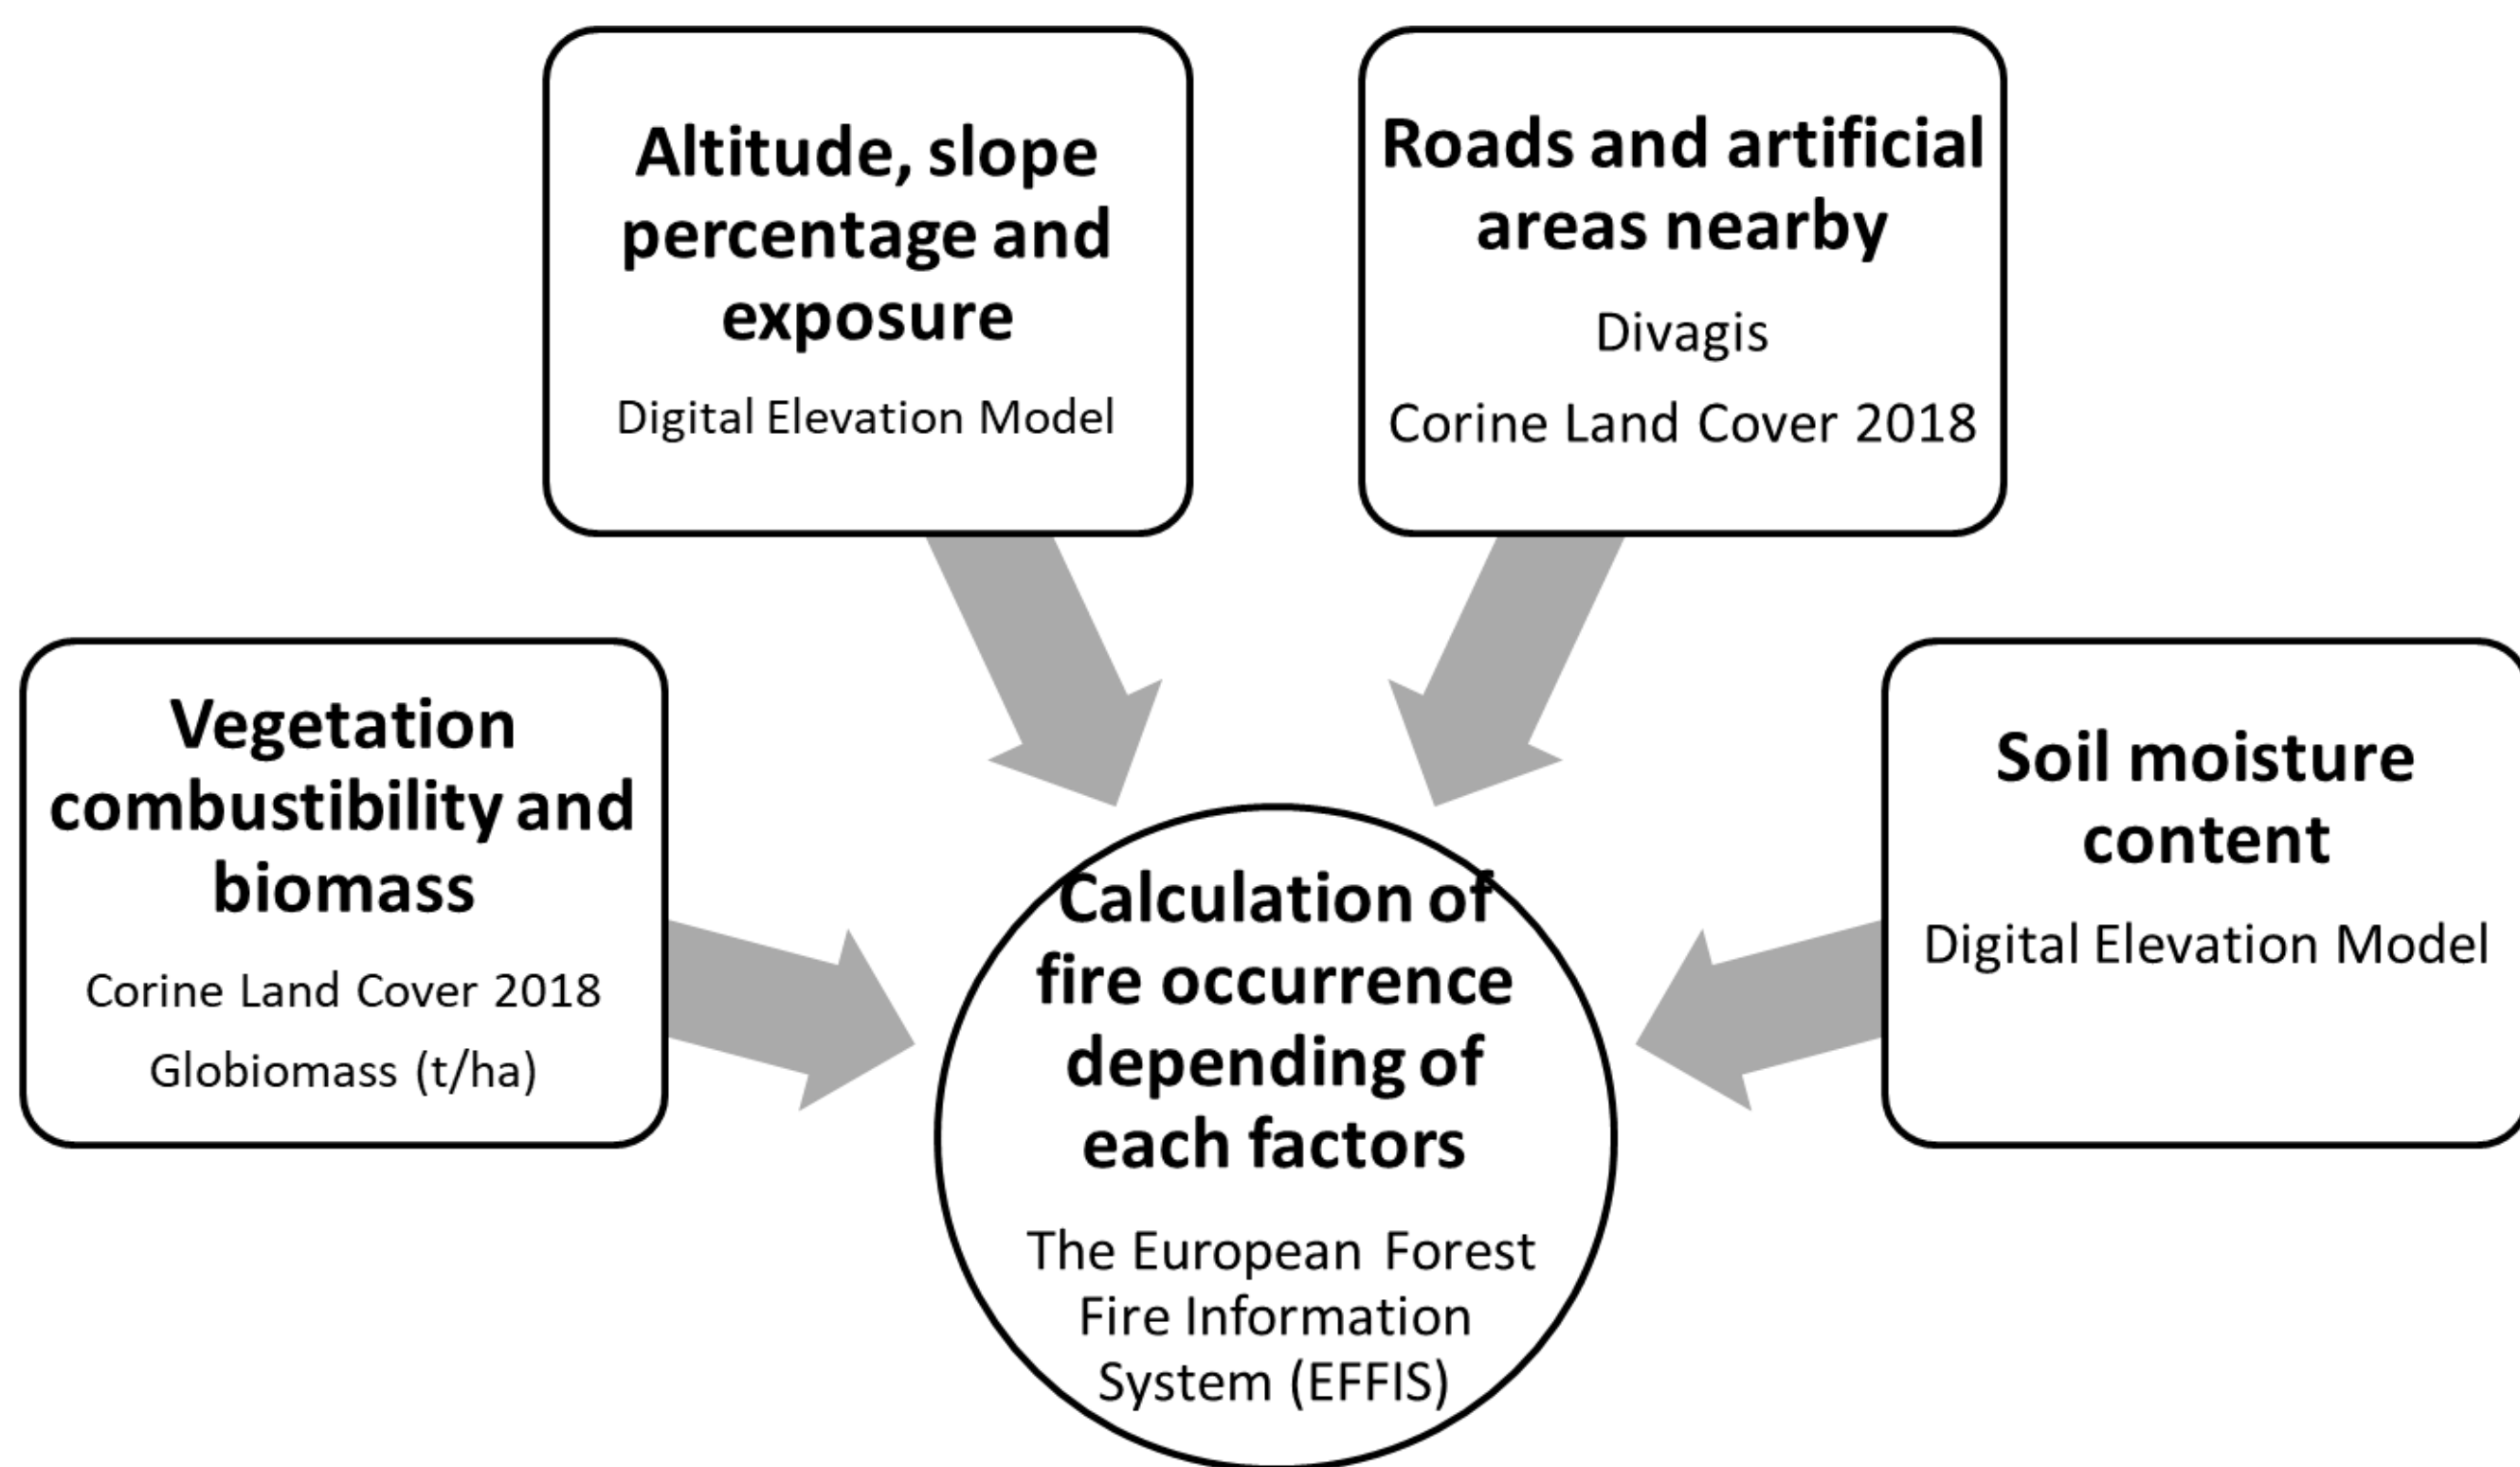 Altitude, slope
percentage and
exposure
Digital Elevation Model
Roads and artificial
areas nearby
Divagis
Corine Land Cover 2018
Vegetation
combustibility and
biomass
Corine Land Cover 2018
Globiomass (t/ha)
Soil moisture
content
Digital Elevation Model
Calculation of
fire occurrence
depending of
each factors
The European Forest
Fire Information
System (EFFIS)